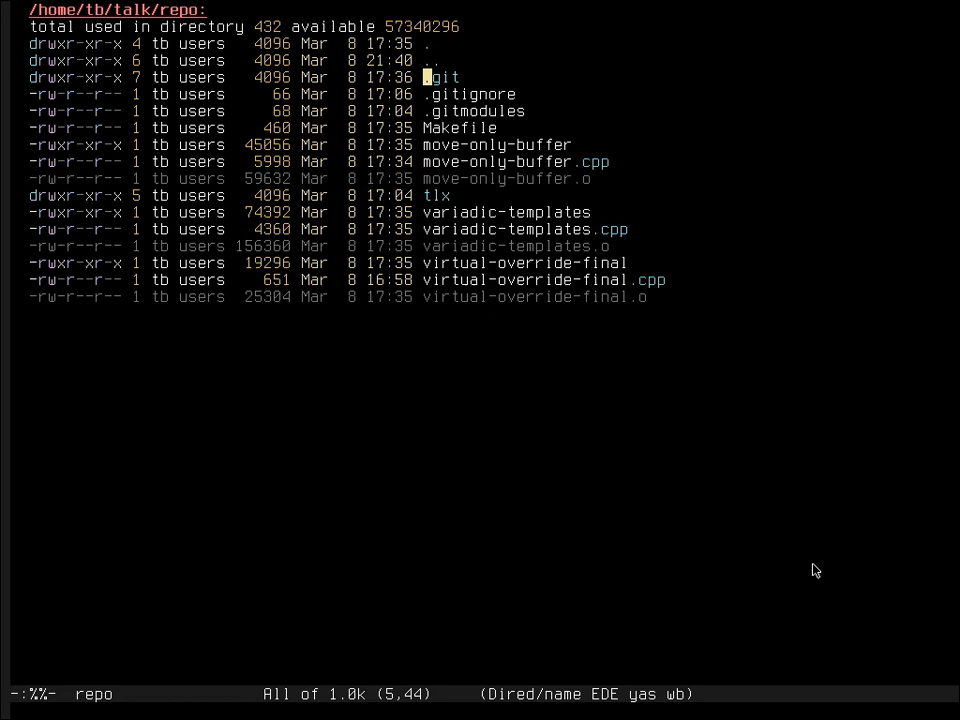 /home/tb/talk/repo:
total used in directory 432 available 57340296
drwxr-xr-x 4 tb users   4096 Mar  8 17:35 .
drwxr-xr-x 6 tb users   4096 Mar  8 21:40 ..
drwxr-xr-x 7 tb users   4096 Mar  8 17:36 .git
-rw-r--r-- 1 tb users     66 Mar  8 17:06 .gitignore
-rw-r--r-- 1 tb users     68 Mar  8 17:04 .gitmodules
-rw-r--r-- 1 tb users    460 Mar  8 17:35 Makefile
-rwxr-xr-x 1 tb users  45056 Mar  8 17:35 move-only-buffer
-rw-r--r-- 1 tb users   5998 Mar  8 17:34 move-only-buffer.cpp
-rw-r--r-- 1 tb users  59632 Mar  8 17:35 move-only-buffer.o
drwxr-xr-x 5 tb users   4096 Mar  8 17:04 tlx
-rwxr-xr-x 1 tb users  74392 Mar  8 17:35 variadic-templates
-rw-r--r-- 1 tb users   4360 Mar  8 17:35 variadic-templates.cpp
-rw-r--r-- 1 tb users 156360 Mar  8 17:35 variadic-templates.o
-rwxr-xr-x 1 tb users  19296 Mar  8 17:35 virtual-override-final
-rw-r--r-- 1 tb users    651 Mar  8 16:58 virtual-override-final.cpp
-rw-r--r-- 1 tb users  25304 Mar  8 17:35 virtual-override-final.o
-:%%-  repo                All of 1.0k (5,44)     (Dired/name EDE yas wb)